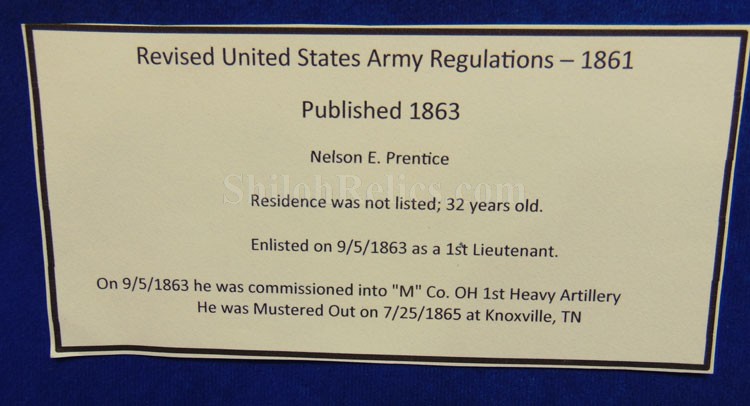 Revised United States Army Regulations – 1861
Published 1863
Nelson E. Prentice
ShilohRelics.com
Residence was not listed; 32 years old.
Enlisted on 9/5/1863 as a 1st Lieutenant.
On 9/5/1863 he was commissioned into "M" Co. OH 1st Heavy Artillery
He was Mustered Out on 7/25/1865 at Knoxville, TN